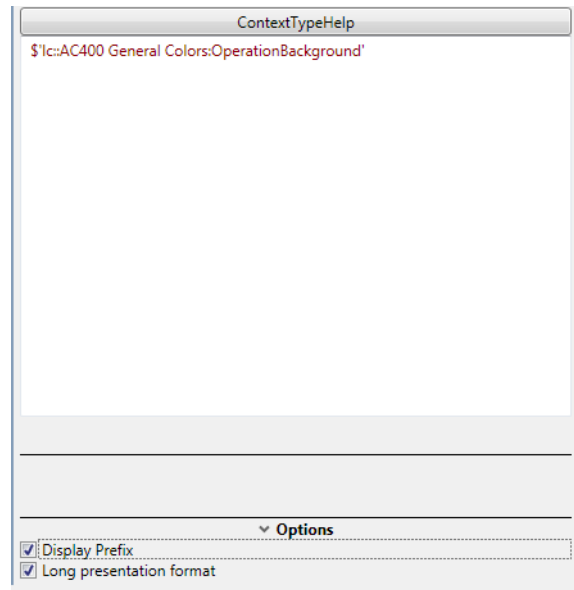 ContextTypeHelp
$'lc::AC400 General Colors:OperationBackground'
Options
Display Prefix
Long presentation format